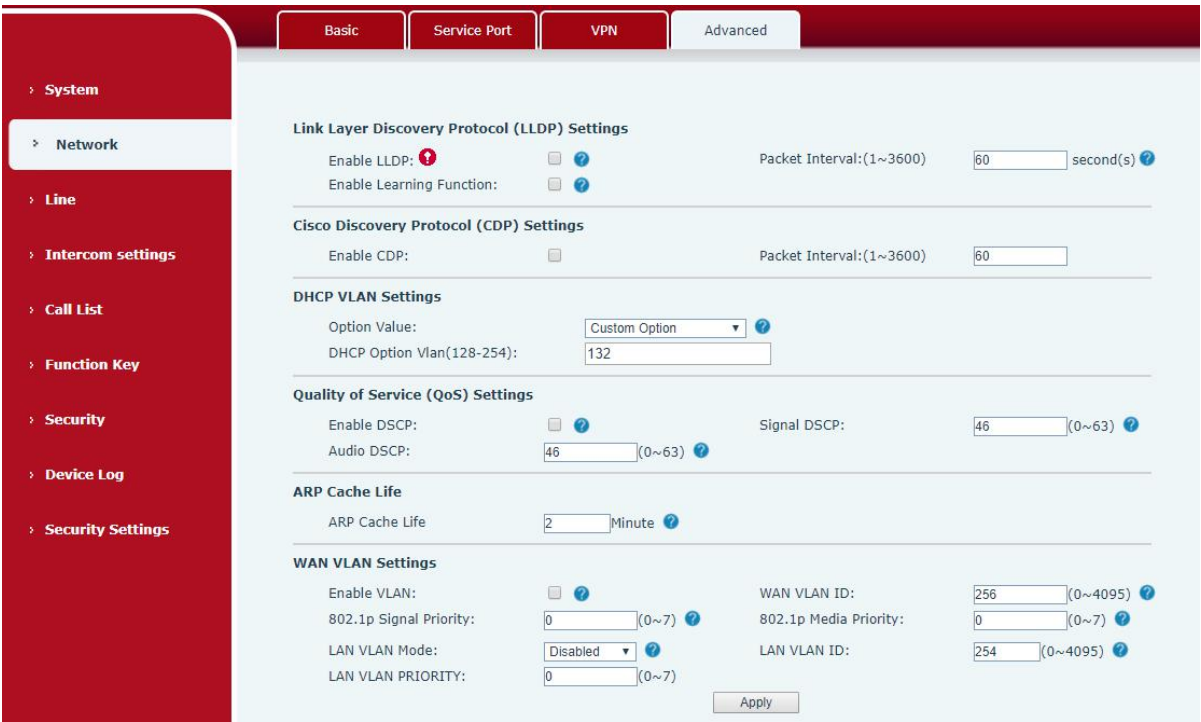 Basic Service Port VPN Advanced
System
Network
Line
Intercom settings
Call List
Function Key
Security
Device Log
Security Settings
Link Layer Discovery Protocol (LLDP) Settings
Enable LLDP: ? Packet Interval:(1~3600) 60 second(s) ?
Enable Learning Function: ?
Cisco Discovery Protocol (CDP) Settings
Enable CDP: Packet Interval:(1~3600) 60
DHCP VLAN Settings
Option Value: Custom Option ?
DHCP Option Vlan(128-254): 132
Quality of Service (QoS) Settings
Enable DSCP: ? Signal DSCP: 46 (0~63) ?
Audio DSCP: 46 (0~63) ?
ARP Cache Life
ARP Cache Life 2 Minute ?
WAN VLAN Settings
Enable VLAN: ? WAN VLAN ID: 256 (0~4095) ?
802.1p Signal Priority: 0 (0~7) ? 802.1p Media Priority: 0 (0~7) ?
LAN VLAN Mode: Disabled ? LAN VLAN ID: 254 (0~4095) ?
LAN VLAN PRIORITY: 0 (0~7)
Apply